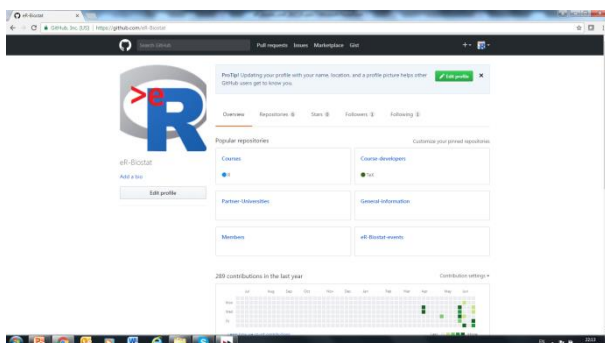 eR-Biostat
GitHub, Inc. [US] | https://github.com/eR-Biostat
Search GitHub
Pull requests Issues Marketplace Gist
>eR
ProTip! Updating your profile with your name, location, and a profile picture helps other
GitHub users get to know you.
Edit profile
Overview Repositories Stars Followers Following
Popular repositories
Customize your pinned repositories
eR-Biostat
Add a bio
Edit profile
Courses
R
Course-developers
TeX
Partner-Universities
General-information
Members
eR-Biostat-events
289 contributions in the last year
Contribution settings
Jul Aug Sep Oct Nov Dec Jan Feb Mar Apr May Jun
Mon
Wed
Fri
EN
22:53